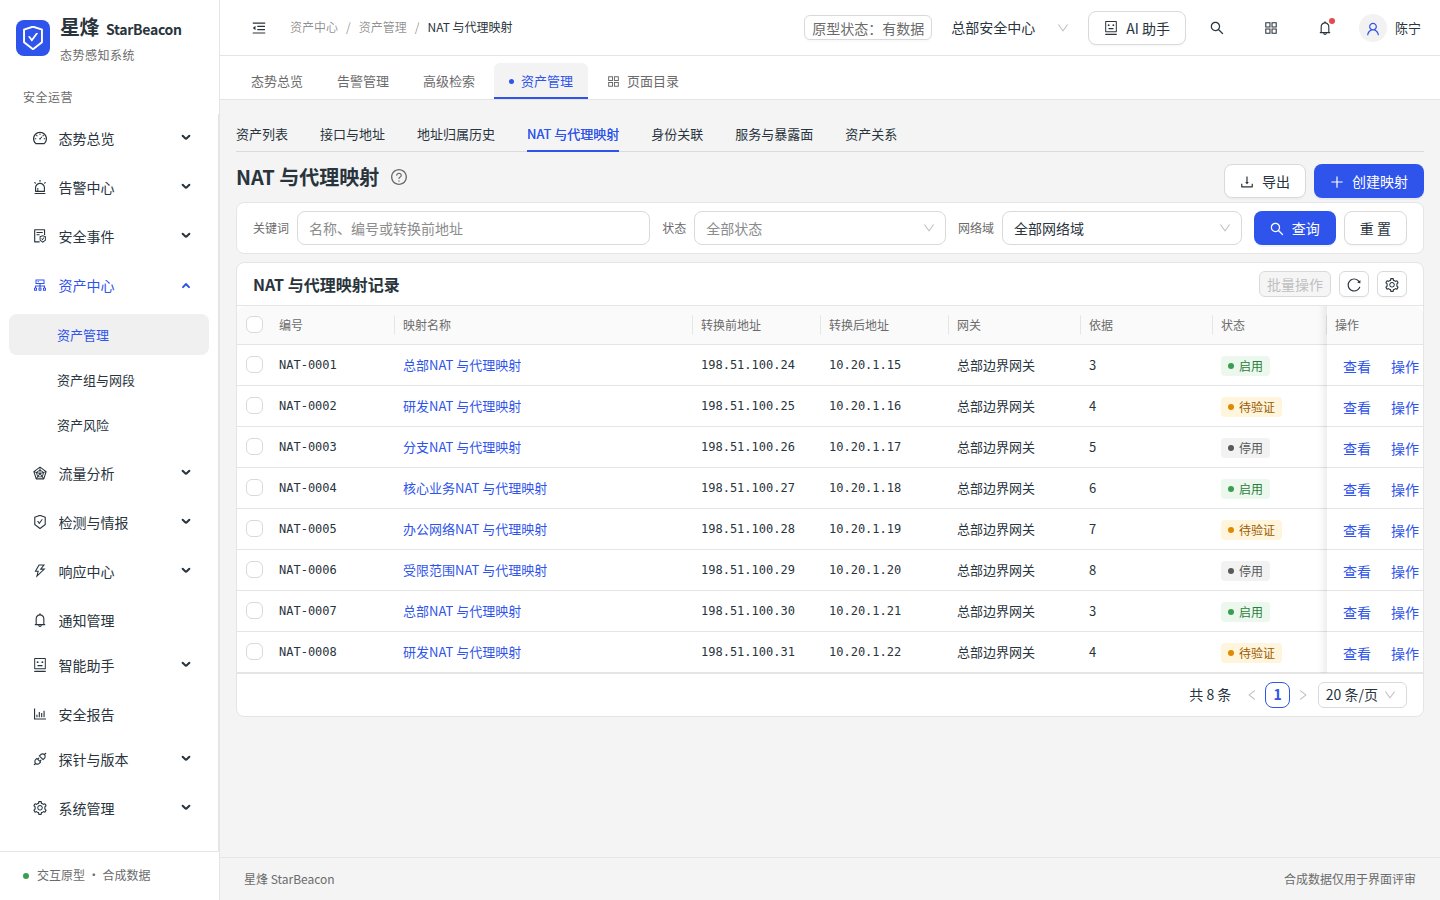 星烽 StarBeacon
态势感知系统
安全运营
态势总览
告警中心
安全事件
资产中心
资产管理
资产组与网段
资产风险
流量分析
检测与情报
响应中心
通知管理
智能助手
安全报告
探针与版本
系统管理
交互原型 · 合成数据
资产中心 / 资产管理 / NAT 与代理映射
原型状态：有数据
总部安全中心
AI 助手
陈宁
态势总览 告警管理 高级检索 资产管理 页面目录
资产列表 接口与地址 地址归属历史 NAT 与代理映射 身份关联 服务与暴露面 资产关系
NAT 与代理映射
导出
创建映射
关键词 名称、编号或转换前地址 状态 全部状态 网络域 全部网络域 查询 重 置
NAT 与代理映射记录
批量操作
编号 映射名称 转换前地址 转换后地址 网关 依据 状态 操作
NAT-0001 总部NAT 与代理映射 198.51.100.24 10.20.1.15 总部边界网关 3 启用 查看 操作
NAT-0002 研发NAT 与代理映射 198.51.100.25 10.20.1.16 总部边界网关 4 待验证 查看 操作
NAT-0003 分支NAT 与代理映射 198.51.100.26 10.20.1.17 总部边界网关 5 停用 查看 操作
NAT-0004 核心业务NAT 与代理映射 198.51.100.27 10.20.1.18 总部边界网关 6 启用 查看 操作
NAT-0005 办公网络NAT 与代理映射 198.51.100.28 10.20.1.19 总部边界网关 7 待验证 查看 操作
NAT-0006 受限范围NAT 与代理映射 198.51.100.29 10.20.1.20 总部边界网关 8 停用 查看 操作
NAT-0007 总部NAT 与代理映射 198.51.100.30 10.20.1.21 总部边界网关 3 启用 查看 操作
NAT-0008 研发NAT 与代理映射 198.51.100.31 10.20.1.22 总部边界网关 4 待验证 查看 操作
共 8 条 1 20 条/页
星烽 StarBeacon
合成数据仅用于界面评审